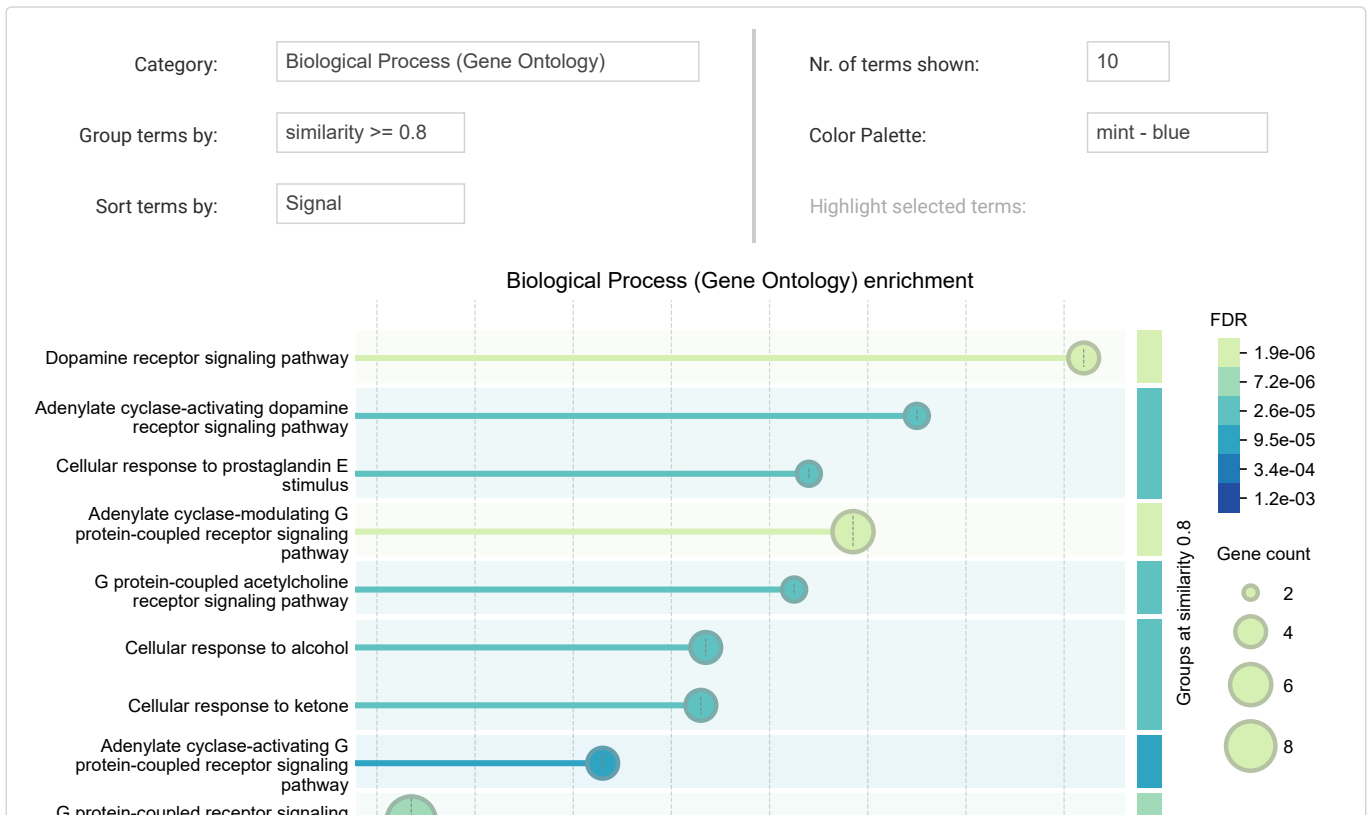 Category:
Biological Process (Gene Ontology)
Group terms by:
similarity >= 0.8
Sort terms by:
Signal
Nr. of terms shown:
10
Color Palette:
mint - blue
Highlight selected terms:
Biological Process (Gene Ontology) enrichment
Dopamine receptor signaling pathway
Adenylate cyclase-activating dopamine
receptor signaling pathway
Cellular response to prostaglandin E
stimulus
Adenylate cyclase-modulating G
protein-coupled receptor signaling
pathway
G protein-coupled acetylcholine
receptor signaling pathway
Cellular response to alcohol
Cellular response to ketone
Adenylate cyclase-activating G
protein-coupled receptor signaling
pathway
G protein-coupled receptor signaling
Groups at similarity 0.8
FDR
1.9e-06
7.2e-06
2.6e-05
9.5e-05
3.4e-04
1.2e-03
Gene count
2
4
6
8